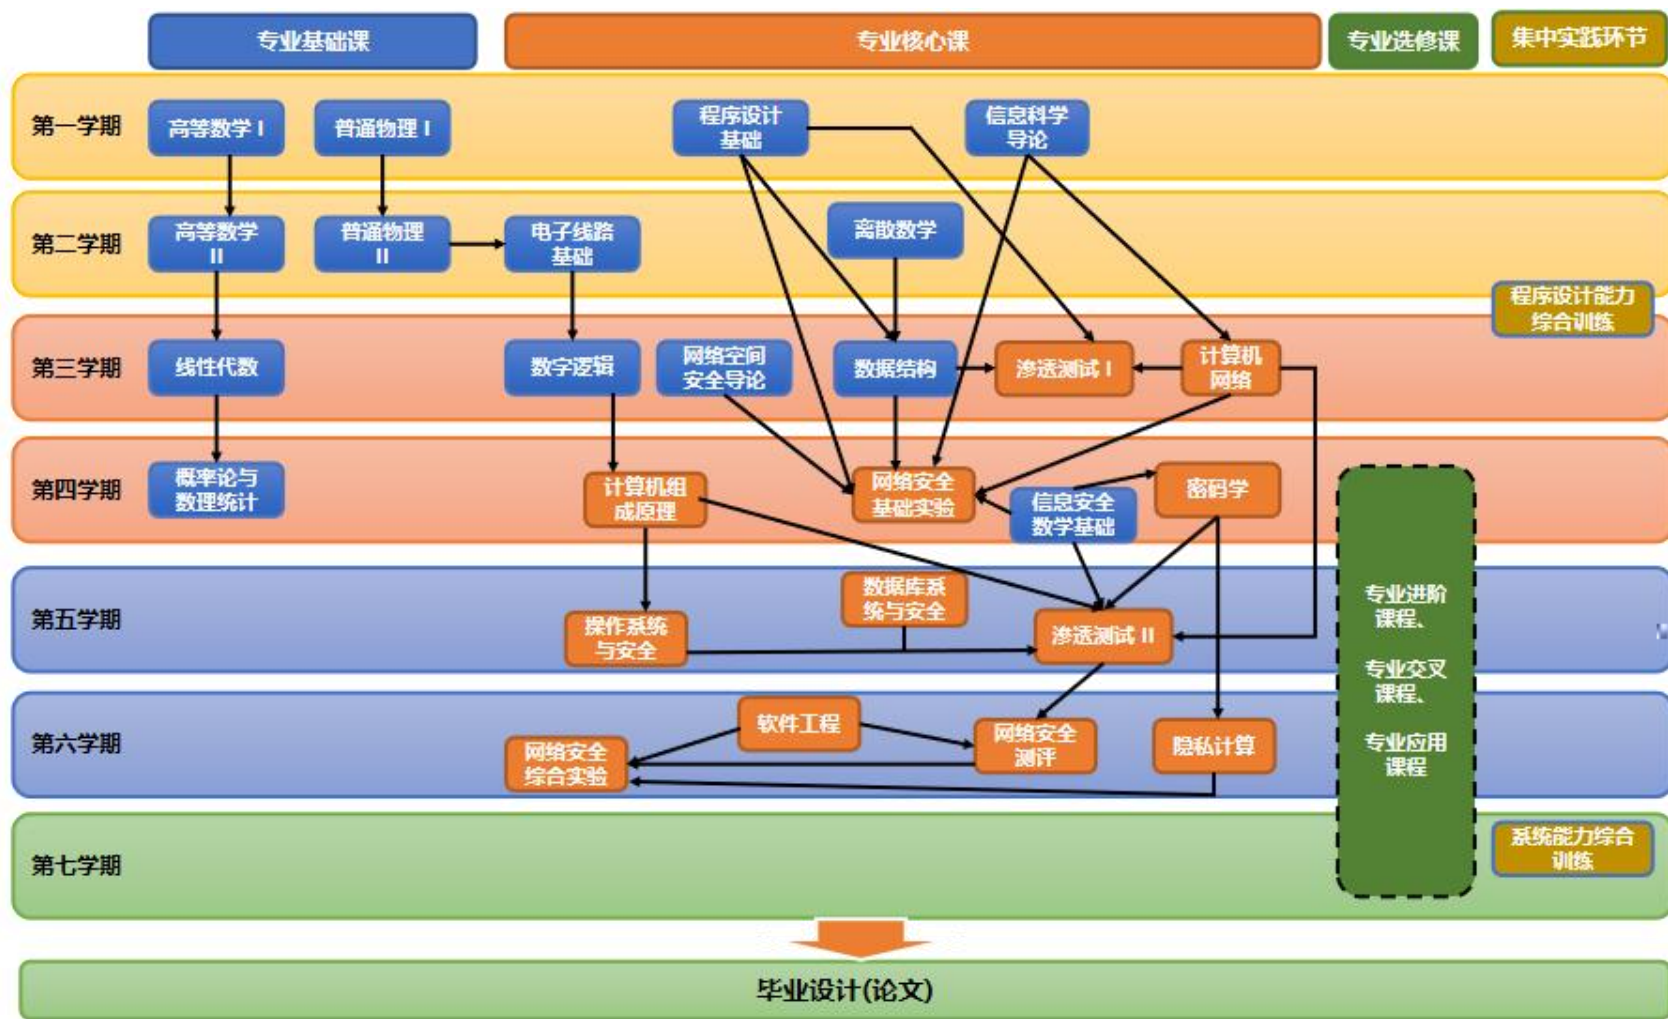 专业基础课
专业核心课
专业选修课
集中实践环节
第一学期
高等数学 I
普通物理 I
程序设计
基础
信息科学
导论
第二学期
高等数学
II
普通物理
II
电子线路
基础
离散数学
程序设计能力
综合训练
第三学期
线性代数
数字逻辑
网络空间
安全导论
数据结构
渗透测试 I
计算机
网络
第四学期
概率论与
数理统计
计算机组
成原理
网络安全
基础实验
信息安全
数学基础
密码学
第五学期
操作系统
与安全
数据库系
统与安全
渗透测试 II
专业进阶
课程、
专业交叉
课程、
专业应用
课程
第六学期
网络安全
综合实验
软件工程
网络安全
测评
隐私计算
第七学期
系统能力综合
训练
毕业设计(论文)